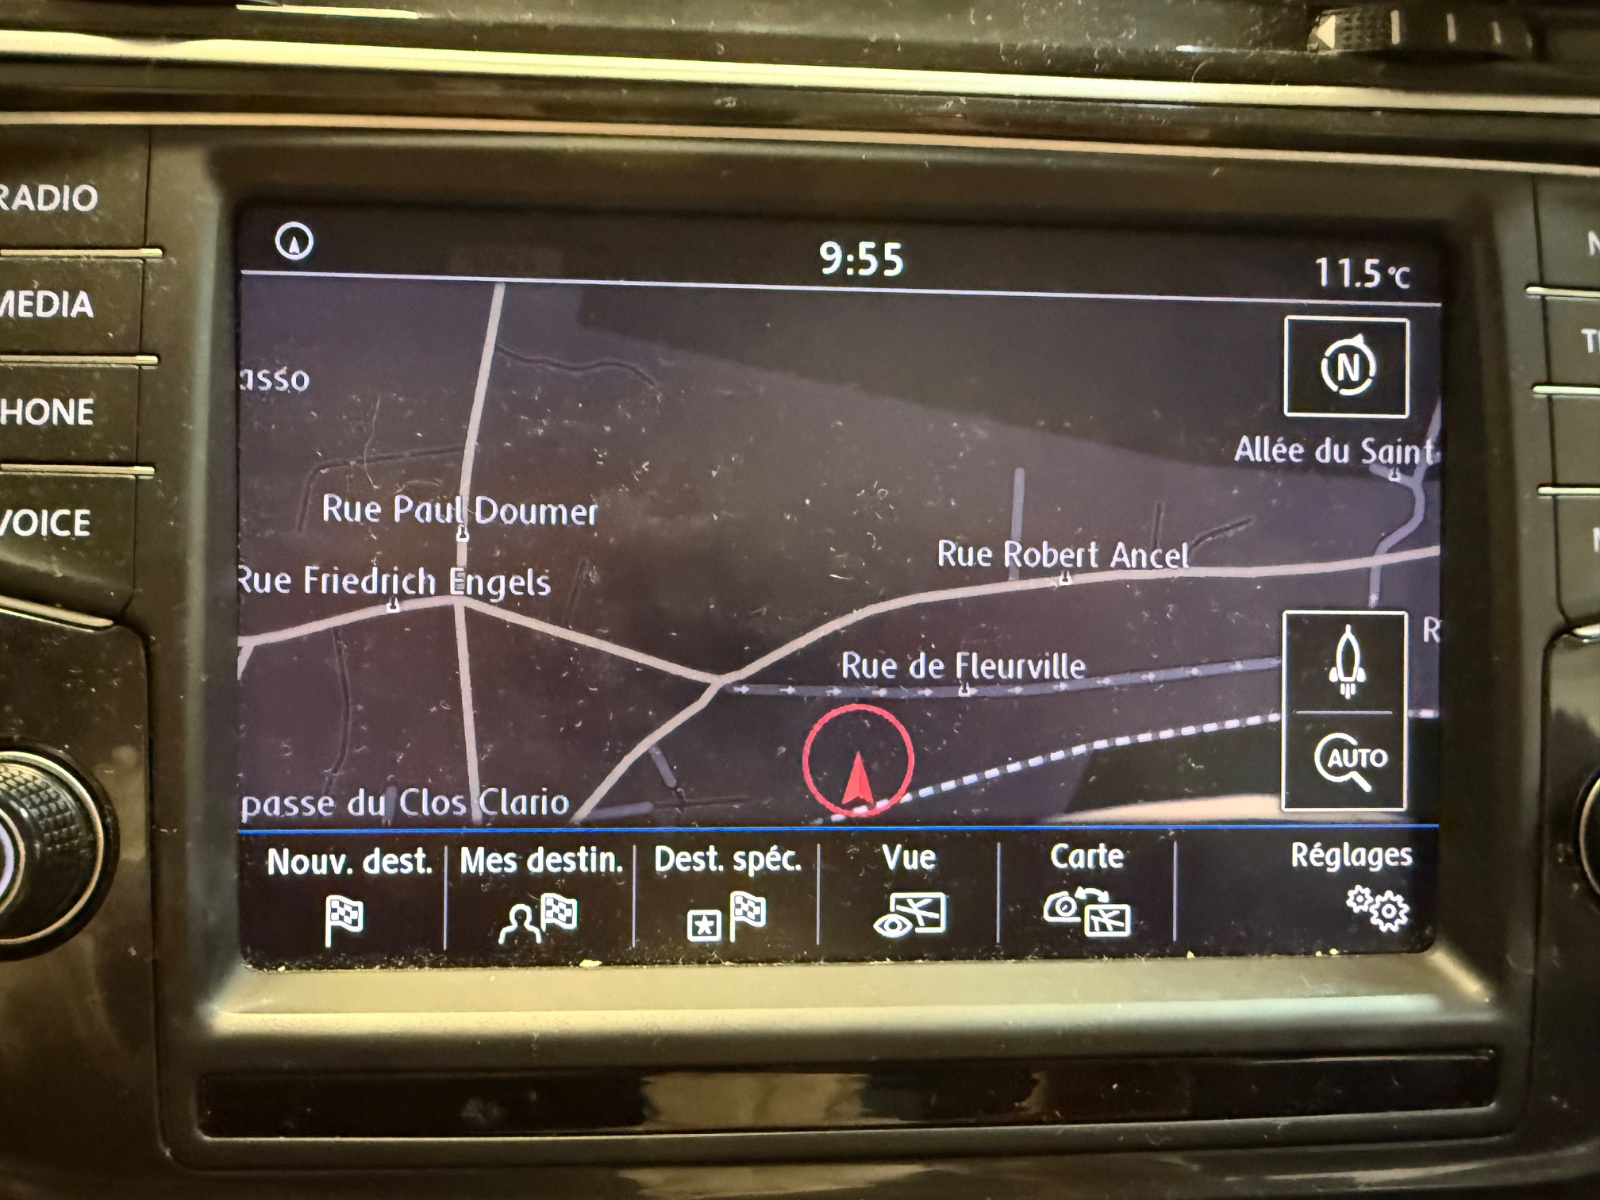 RADIO
MEDIA
HONE
VOICE
9:55
11.5°C
asso
N
Allée du Saint
Rue Paul Doumer
Rue Robert Ancel
Rue Friedrich Engels
R
Rue de Fleurville
AUTO
passe du Clos Clario
Nouv. dest.
Mes destin.
Dest. spéc.
Vue
Carte
Réglages